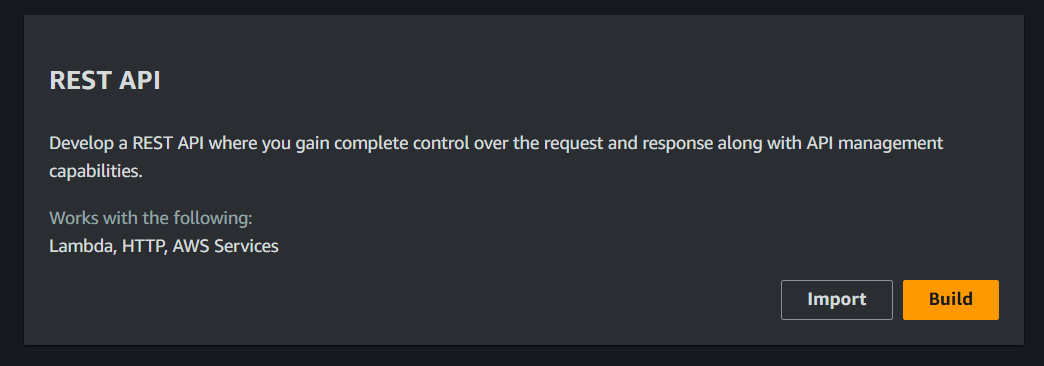 REST API
Develop a REST API where you gain complete control over the request and response along with API management
capabilities.
Works with the following:
Lambda, HTTP, AWS Services
Import
Build